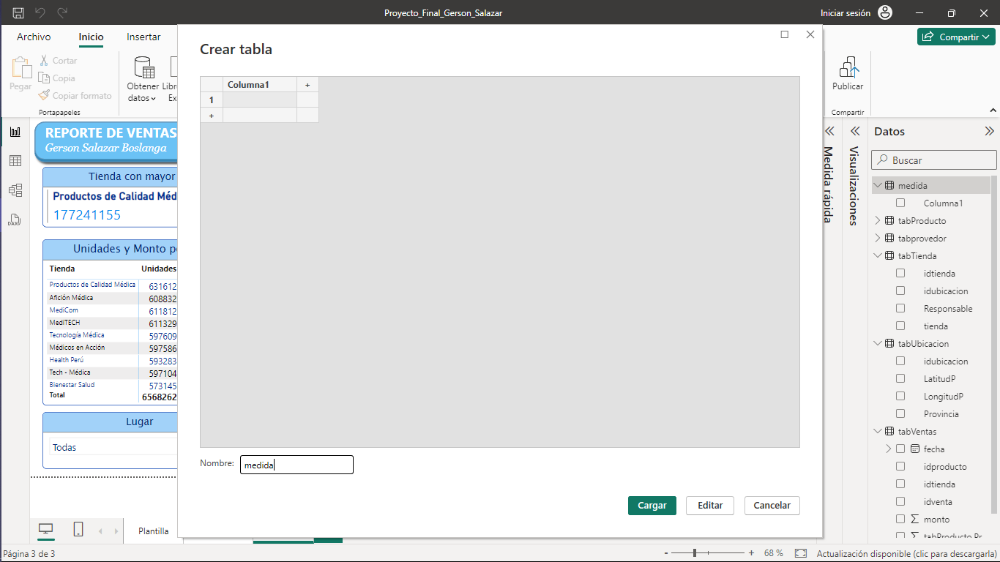 Proyecto_Final_Gerson_Salazar
Iniciar sesión
Archivo
Inicio
Insertar
Compartir
Pegar
Cortar
Copia
Copiar formato
Portapapeles
Obtener datos
Publicar
Compartir
Crear tabla
Columna1
+
1
+
Nombre:
medida
Cargar
Editar
Cancelar
REPORTE DE VENTAS
Gerson Salazar Boslanga
Tienda con mayor
Productos de Calidad Méd
177241155
Unidades y Monto p
Tienda Unidades
Productos de Calidad Médica 631612
Afición Médica 608832
MediCom 611812
MediTECH 611329
Tecnología Médica 597609
Médicos en Acción 597586
Health Perú 593283
Tech - Médica 597104
Bienestar Salud 573145
Total 6568262
Lugar
Todas
Plantilla
Medida rápida
Visualizaciones
Datos
Buscar
medida
Columna1
tabProducto
tabprovedor
tabTienda
idtienda
idubicacion
Responsable
tienda
tabUbicacion
idubicacion
LatitudP
LongitudP
Provincia
tabVentas
fecha
idproducto
idtienda
idventa
monto
Página 3 de 3
- + 68 %
Actualización disponible (clic para descargarla)